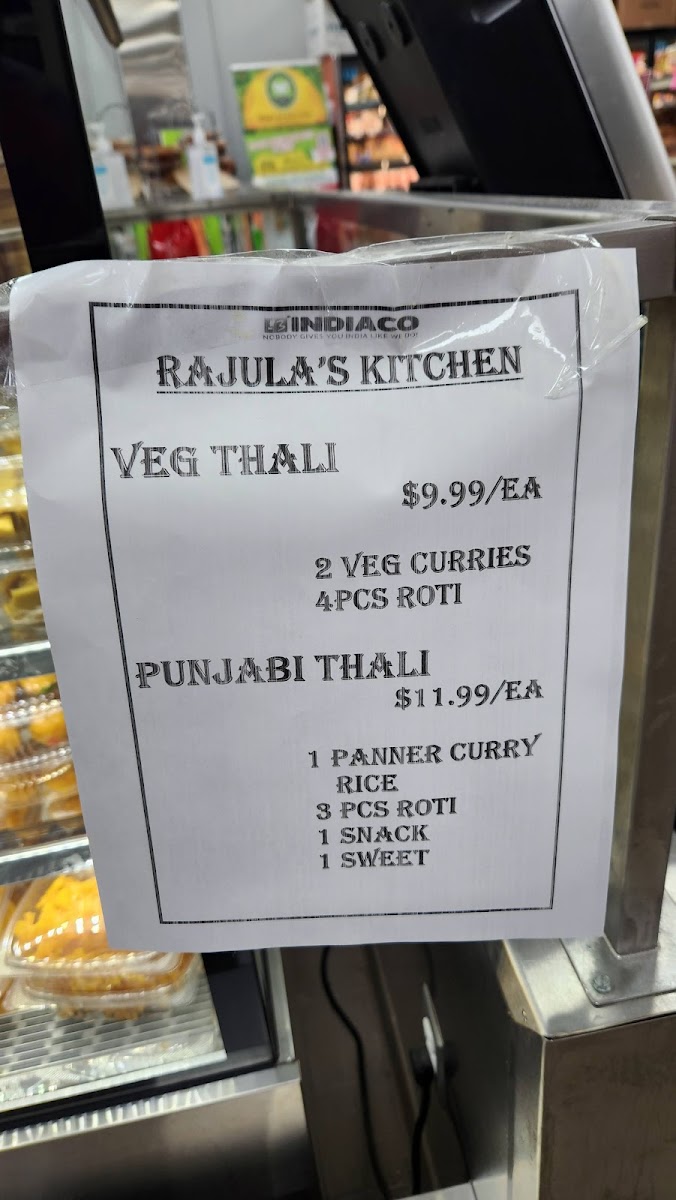 INDIACO
NOBODY GIVES YOU INDIA LIKE WE DO!
RAJULA'S KITCHEN
VEG THALI
$9.99/EA
2 VEG CURRIES
4PCS ROTI
PUNJABI THALI
$11.99/EA
1 PANNER CURRY
RICE
3 PCS ROTI
1 SNACK
1 SWEET